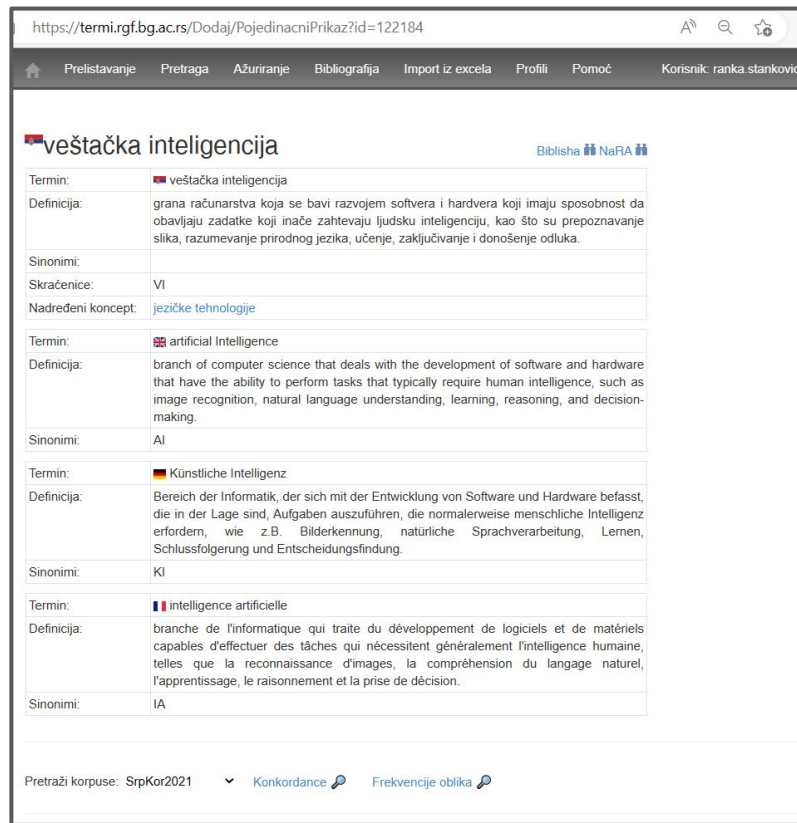 https://termi.rgf.bg.ac.rs/Dodaj/PojedinacniPrikaz?id=122184
Prelistavanje Pretraga Ažuriranje Bibliografija Import iz excela Profili Pomoć Korisnik: ranka.stankovic
veštačka inteligencija
Biblisha NaRA
Termin: veštačka inteligencija
Definicija: grana računarstva koja se bavi razvojem softvera i hardvera koji imaju sposobnost da
obavljaju zadatke koji inače zahtevaju ljudsku inteligenciju, kao što su prepoznavanje
slika, razumevanje prirodnog jezika, učenje, zaključivanje i donošenje odluka.
Sinonimi:
Skraćenice: VI
Nadređeni koncept: jezičke tehnologije
Termin: artificial Intelligence
Definicija: branch of computer science that deals with the development of software and hardware
that have the ability to perform tasks that typically require human intelligence, such as
image recognition, natural language understanding, learning, reasoning, and decision-
making.
Sinonimi: AI
Termin: Künstliche Intelligenz
Definicija: Bereich der Informatik, der sich mit der Entwicklung von Software und Hardware befasst,
die in der Lage sind, Aufgaben auszuführen, die normalerweise menschliche Intelligenz
erfordern, wie z.B. Bilderkennung, natürliche Sprachverarbeitung, Lernen,
Schlussfolgerung und Entscheidungsfindung.
Sinonimi: KI
Termin: intelligence artificielle
Definicija: branche de l'informatique qui traite du développement de logiciels et de matériels
capables d'effectuer des tâches qui nécessitent généralement l'intelligence humaine,
telles que la reconnaissance d'images, la compréhension du langage naturel,
l'apprentissage, le raisonnement et la prise de décision.
Sinonimi: IA
Pretraži korpuse: SrpKor2021 Konkordance Frekvencije oblika